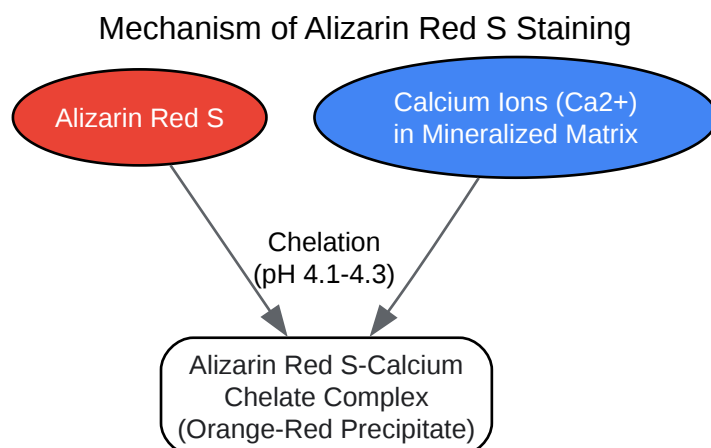 Mechanism of Alizarin Red S Staining
Alizarin Red S
Calcium Ions (Ca2+)
in Mineralized Matrix
Chelation
(pH 4.1-4.3)
Alizarin Red S-Calcium
Chelate Complex
(Orange-Red Precipitate)